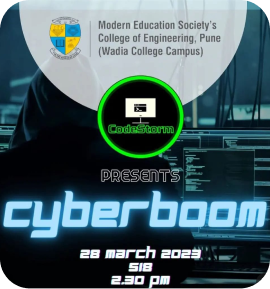 Modern Education Society's
College of Engineering, Pune
(Wadia College Campus)
CodeStorm
PRESENTS
cyberboom
28 march 2023
S18
2.30 pm